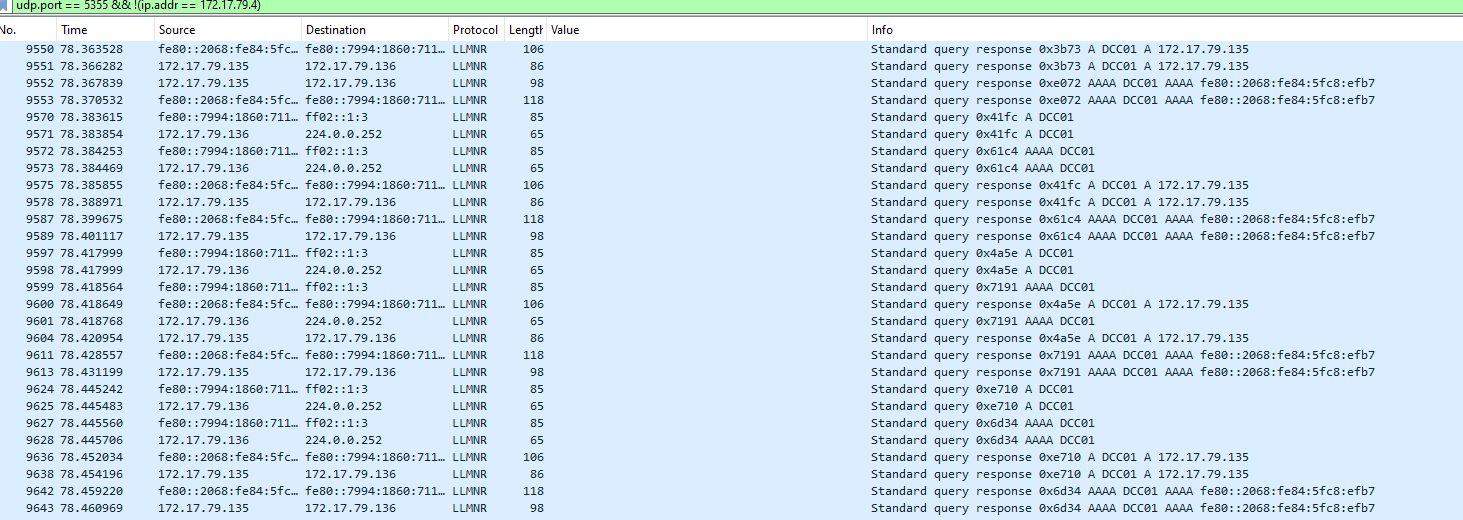 udp.port == 5355 && !(ip.addr == 172.17.79.4)
No. Time Source Destination Protocol Length Value Info
9550 78.363528 fe80::2068:fe84:5fc… fe80::7994:1860:711… LLMNR 106 Standard query response 0x3b73 A DCC01 A 172.17.79.135
9551 78.366282 172.17.79.135 172.17.79.136 LLMNR 86 Standard query response 0x3b73 A DCC01 A 172.17.79.135
9552 78.367839 172.17.79.135 172.17.79.136 LLMNR 98 Standard query response 0xe072 AAAA DCC01 AAAA fe80::2068:fe84:5fc8:efb7
9553 78.370532 fe80::2068:fe84:5fc… fe80::7994:1860:711… LLMNR 118 Standard query response 0xe072 AAAA DCC01 AAAA fe80::2068:fe84:5fc8:efb7
9570 78.383615 fe80::7994:1860:711… ff02::1:3 LLMNR 85 Standard query 0x41fc A DCC01
9571 78.383854 172.17.79.136 224.0.0.252 LLMNR 65 Standard query 0x41fc A DCC01
9572 78.384253 fe80::7994:1860:711… ff02::1:3 LLMNR 85 Standard query 0x61c4 AAAA DCC01
9573 78.384469 172.17.79.136 224.0.0.252 LLMNR 65 Standard query 0x61c4 AAAA DCC01
9575 78.385855 fe80::2068:fe84:5fc… fe80::7994:1860:711… LLMNR 106 Standard query response 0x41fc A DCC01 A 172.17.79.135
9578 78.388971 172.17.79.135 172.17.79.136 LLMNR 86 Standard query response 0x41fc A DCC01 A 172.17.79.135
9587 78.399675 fe80::2068:fe84:5fc… fe80::7994:1860:711… LLMNR 118 Standard query response 0x61c4 AAAA DCC01 AAAA fe80::2068:fe84:5fc8:efb7
9589 78.401117 172.17.79.135 172.17.79.136 LLMNR 98 Standard query response 0x61c4 AAAA DCC01 AAAA fe80::2068:fe84:5fc8:efb7
9597 78.417999 fe80::7994:1860:711… ff02::1:3 LLMNR 85 Standard query 0x4a5e A DCC01
9598 78.417999 172.17.79.136 224.0.0.252 LLMNR 65 Standard query 0x4a5e A DCC01
9599 78.418564 fe80::7994:1860:711… ff02::1:3 LLMNR 85 Standard query 0x7191 AAAA DCC01
9600 78.418649 fe80::2068:fe84:5fc… fe80::7994:1860:711… LLMNR 106 Standard query response 0x4a5e A DCC01 A 172.17.79.135
9601 78.418768 172.17.79.136 224.0.0.252 LLMNR 65 Standard query 0x7191 AAAA DCC01
9604 78.420954 172.17.79.135 172.17.79.136 LLMNR 86 Standard query response 0x4a5e A DCC01 A 172.17.79.135
9611 78.428557 fe80::2068:fe84:5fc… fe80::7994:1860:711… LLMNR 118 Standard query response 0x7191 AAAA DCC01 AAAA fe80::2068:fe84:5fc8:efb7
9613 78.431199 172.17.79.135 172.17.79.136 LLMNR 98 Standard query response 0x7191 AAAA DCC01 AAAA fe80::2068:fe84:5fc8:efb7
9624 78.445242 fe80::7994:1860:711… ff02::1:3 LLMNR 85 Standard query 0xe710 A DCC01
9625 78.445483 172.17.79.136 224.0.0.252 LLMNR 65 Standard query 0xe710 A DCC01
9627 78.445560 fe80::7994:1860:711… ff02::1:3 LLMNR 85 Standard query 0x6d34 AAAA DCC01
9628 78.445706 172.17.79.136 224.0.0.252 LLMNR 65 Standard query 0x6d34 AAAA DCC01
9636 78.452034 fe80::2068:fe84:5fc… fe80::7994:1860:711… LLMNR 106 Standard query response 0xe710 A DCC01 A 172.17.79.135
9638 78.454196 172.17.79.135 172.17.79.136 LLMNR 86 Standard query response 0xe710 A DCC01 A 172.17.79.135
9642 78.459220 fe80::2068:fe84:5fc… fe80::7994:1860:711… LLMNR 118 Standard query response 0x6d34 AAAA DCC01 AAAA fe80::2068:fe84:5fc8:efb7
9643 78.460969 172.17.79.135 172.17.79.136 LLMNR 98 Standard query response 0x6d34 AAAA DCC01 AAAA fe80::2068:fe84:5fc8:efb7